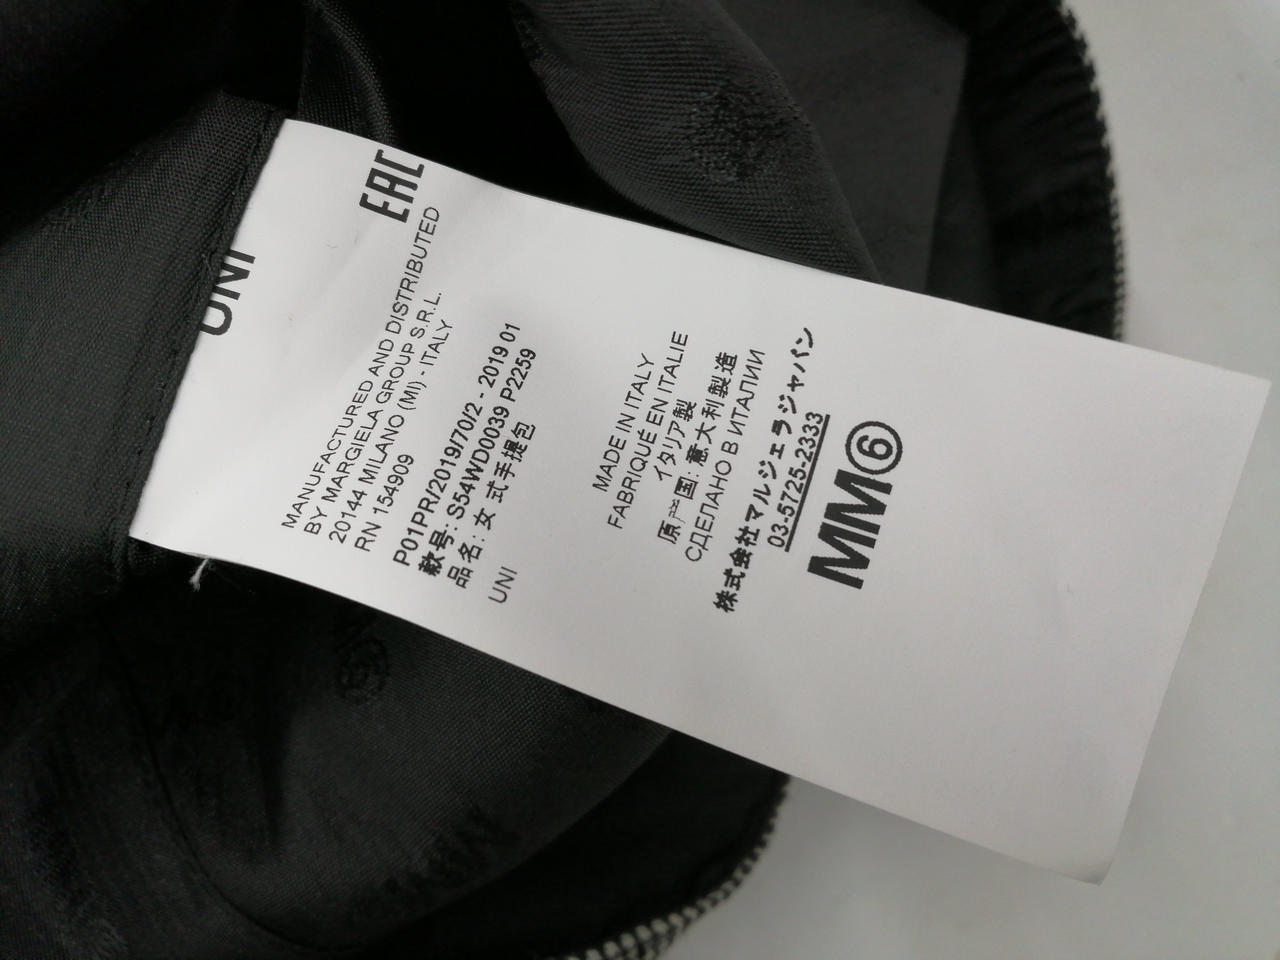 UNI
EAC
MANUFACTURED AND DISTRIBUTED
BY MARGIELA GROUP S.R.L.
20144 MILANO (MI) - ITALY
RN 154909
P01PR/2019/70/2 - 2019 01
款号: S54WD0039 P2259
品名: 女式手提包
UNI
MADE IN ITALY
FABRIQUÉ EN ITALIE
イタリア製
原产国: 意大利製造
СДЕЛАНО В ИТАЛИИ
株式会社マルジェラジャパン
03-5725-2333
MM⑥